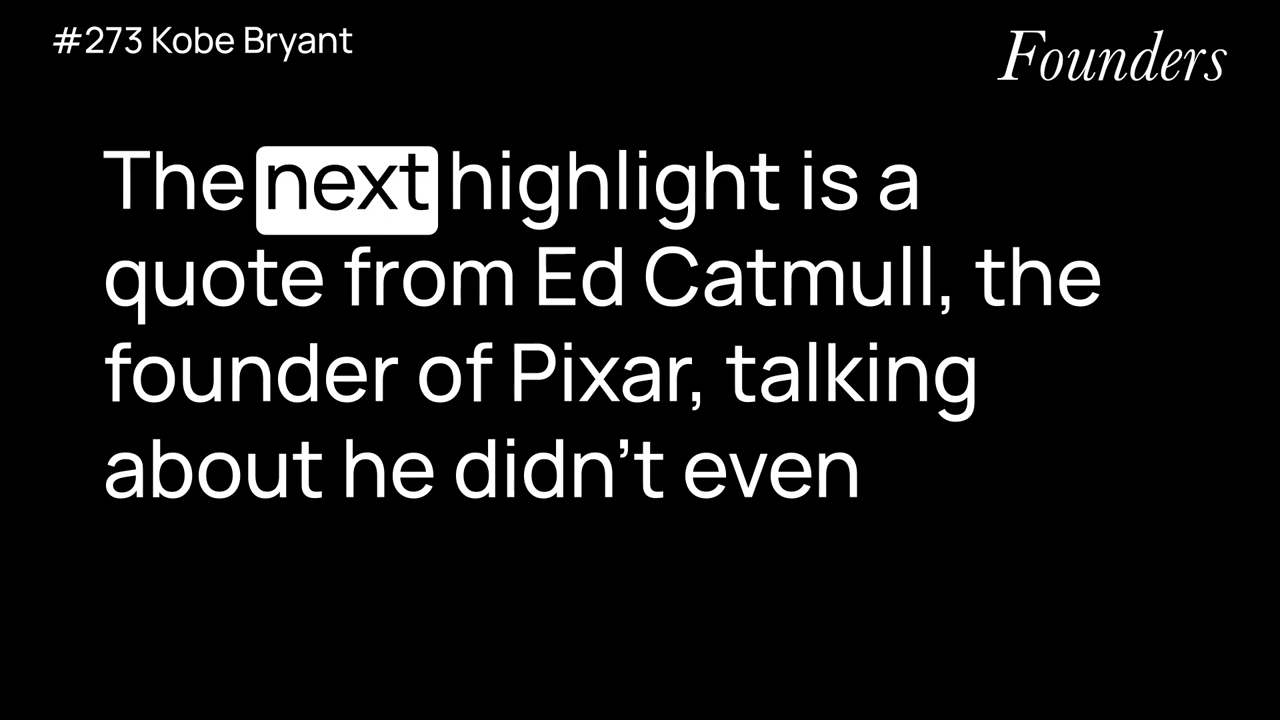 #273 Kobe Bryant
Founders
The next highlight is a
quote from Ed Catmull, the
founder of Pixar, talking
about he didn’t even